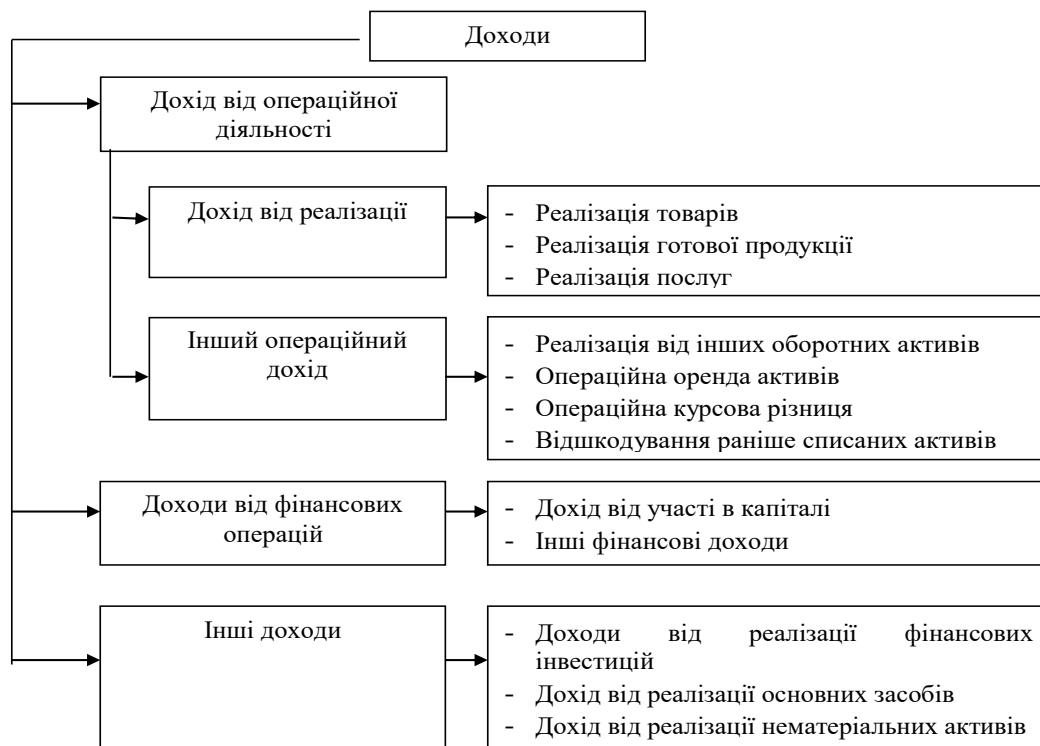 Доходи
Дохід від операційної
діяльності
Дохід від реалізації
- Реалізація товарів
- Реалізація готової продукції
- Реалізація послуг
Інший операційний
дохід
- Реалізація від інших оборотних активів
- Операційна оренда активів
- Операційна курсова різниця
- Відшкодування раніше списаних активів
Доходи від фінансових
операцій
- Дохід від участі в капіталі
- Інші фінансові доходи
Інші доходи
- Доходи від реалізації фінансових
інвестицій
- Дохід від реалізації основних засобів
- Дохід від реалізації нематеріальних активів